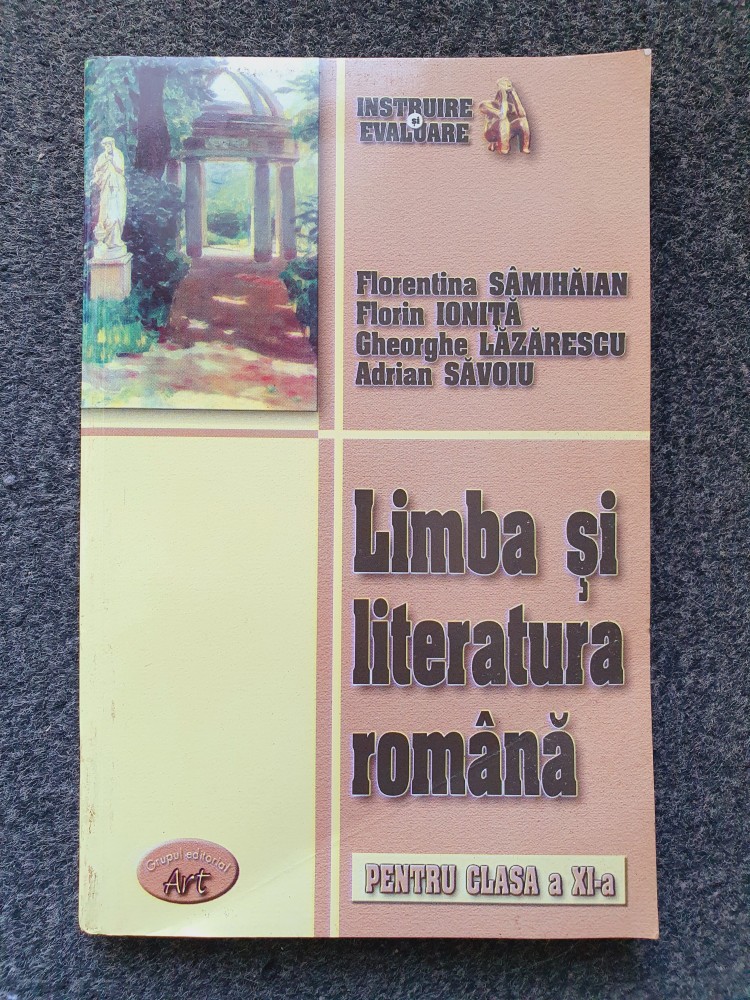 INSTRUIRE
și
EVALUARE
Florentina SÂMIHĂIAN
Florin IONIȚĂ
Gheorghe LĂZĂRESCU
Adrian SĂVOIU
Limba și
literatura
română
Grupul editorial
Art
PENTRU CLASA a XI-a